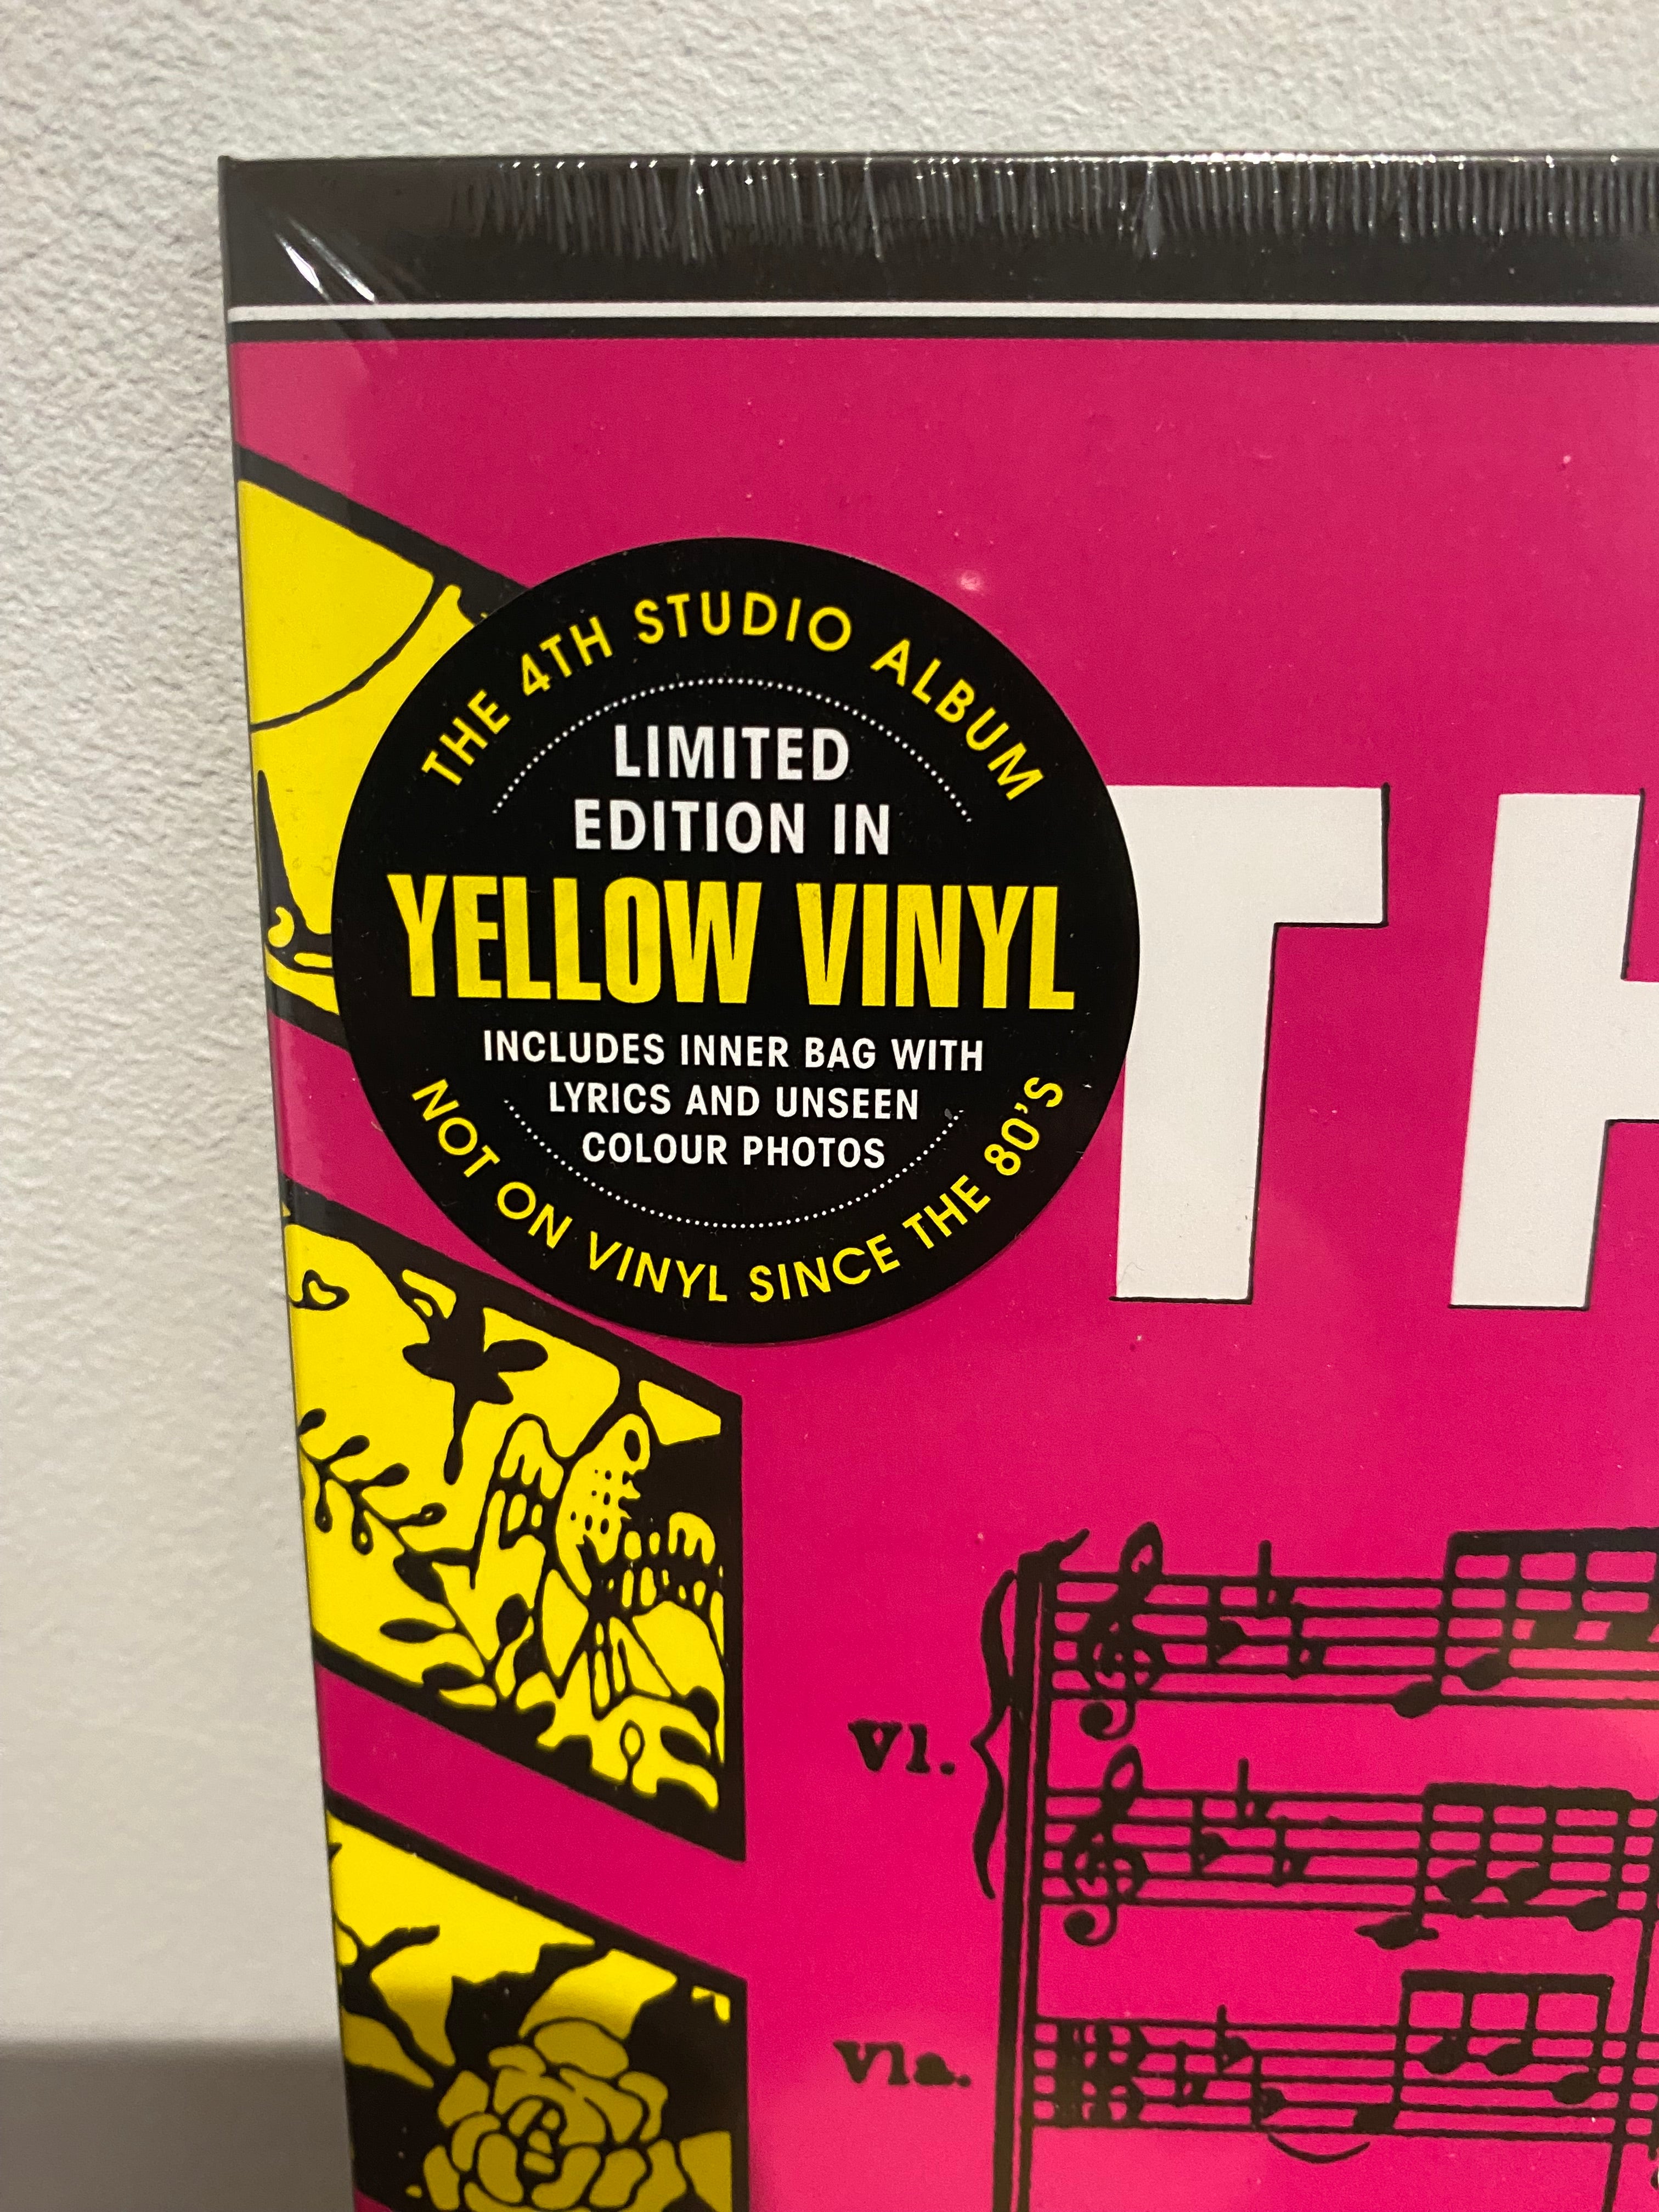 THE 4TH STUDIO ALBUM
LIMITED
EDITION IN
YELLOW VINYL
INCLUDES INNER BAG WITH
LYRICS AND UNSEEN
COLOUR PHOTOS
NOT ON VINYL SINCE THE 80'S
TH
Vl.
Vla.